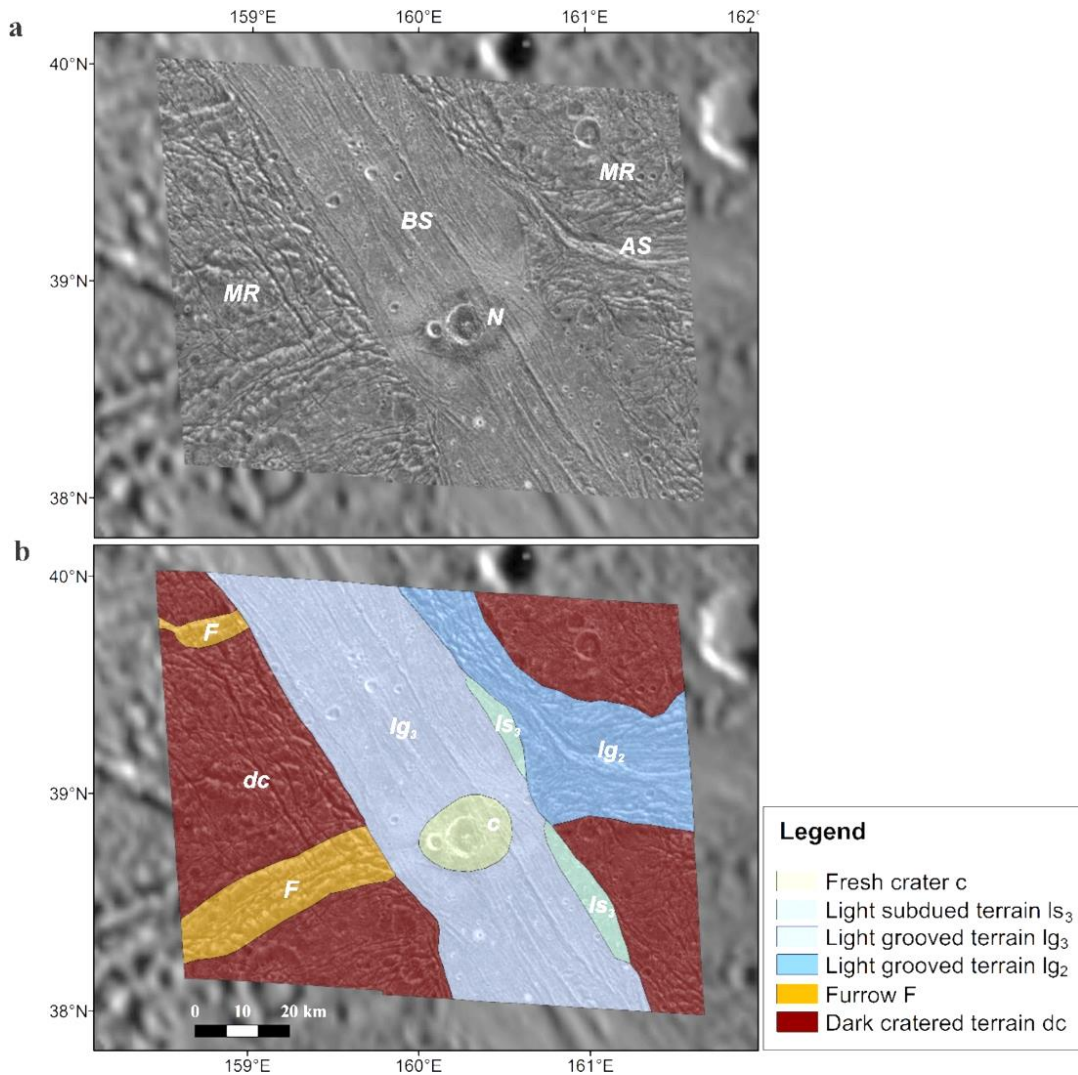 a
159°E 160°E 161°E 162°
40°N
MR
MR
BS
AS
39°N
MR
N
38°N
b
40°N
F
ls₃
lg₃
lg₂
dc
39°N
c
F
ls₃
38°N
0 10 20 km
159°E 160°E 161°E
Legend
Fresh crater c
Light subdued terrain ls₃
Light grooved terrain lg₃
Light grooved terrain lg₂
Furrow F
Dark cratered terrain dc